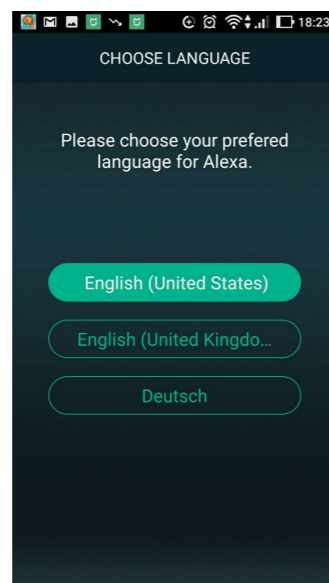 18:23
CHOOSE LANGUAGE
Please choose your prefered
language for Alexa.
English (United States)
English (United Kingdo...
Deutsch